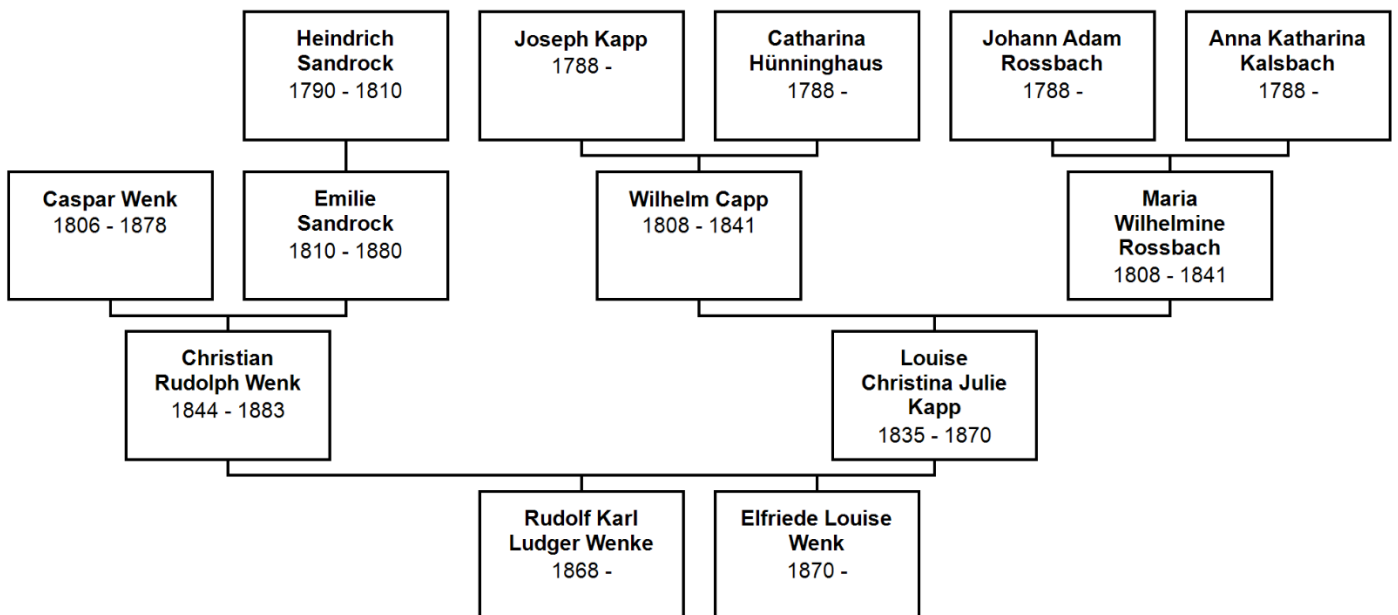 Heindrich
Sandrock
1790 - 1810
Joseph Kapp
1788 -
Catharina
Hünninghaus
1788 -
Johann Adam
Rossbach
1788 -
Anna Katharina
Kalsbach
1788 -
Caspar Wenk
1806 - 1878
Emilie
Sandrock
1810 - 1880
Wilhelm Capp
1808 - 1841
Maria
Wilhelmine
Rossbach
1808 - 1841
Christian
Rudolph Wenk
1844 - 1883
Louise
Christina Julie
Kapp
1835 - 1870
Rudolf Karl
Ludger Wenke
1868 -
Elfriede Louise
Wenk
1870 -